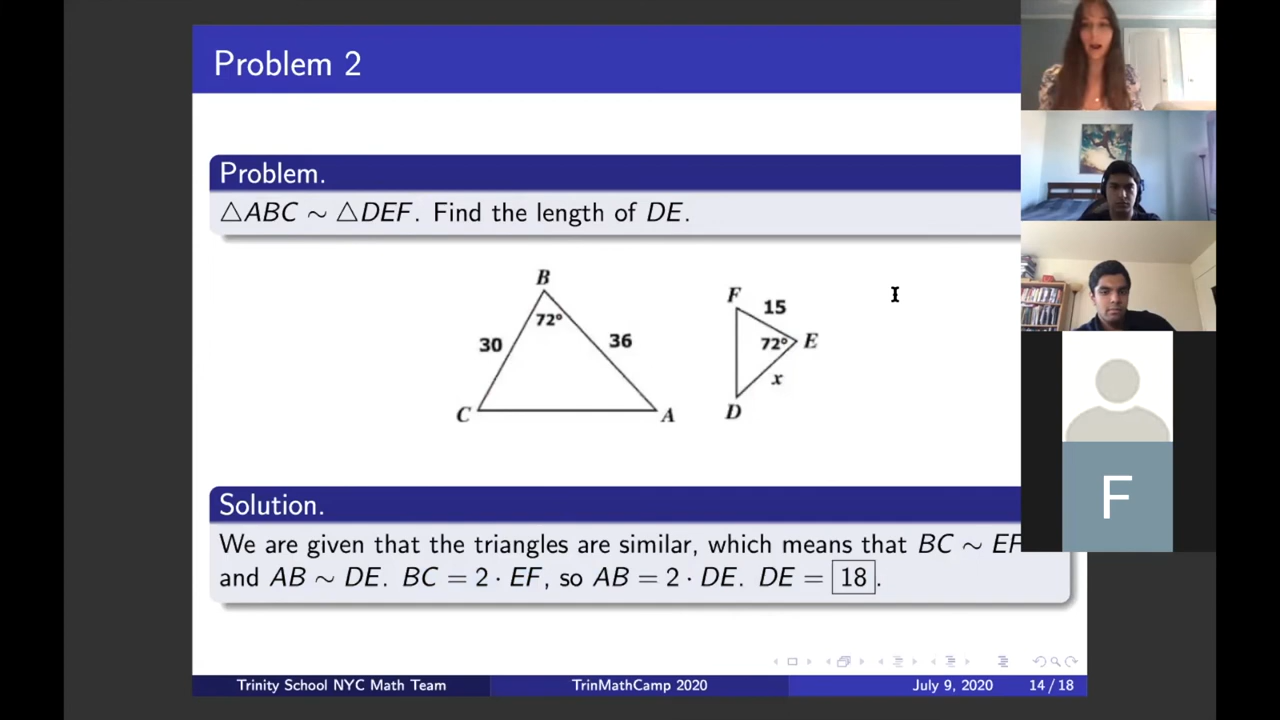 Problem 2
Problem.
△ABC ∼ △DEF. Find the length of DE.
B
72°
30
36
C
A
F
15
72°
E
x
D
Solution.
We are given that the triangles are similar, which means that BC ∼ EF
and AB ∼ DE. BC = 2 · EF, so AB = 2 · DE. DE = 18.
Trinity School NYC Math Team
TrinMathCamp 2020
July 9, 2020
14 / 18
F